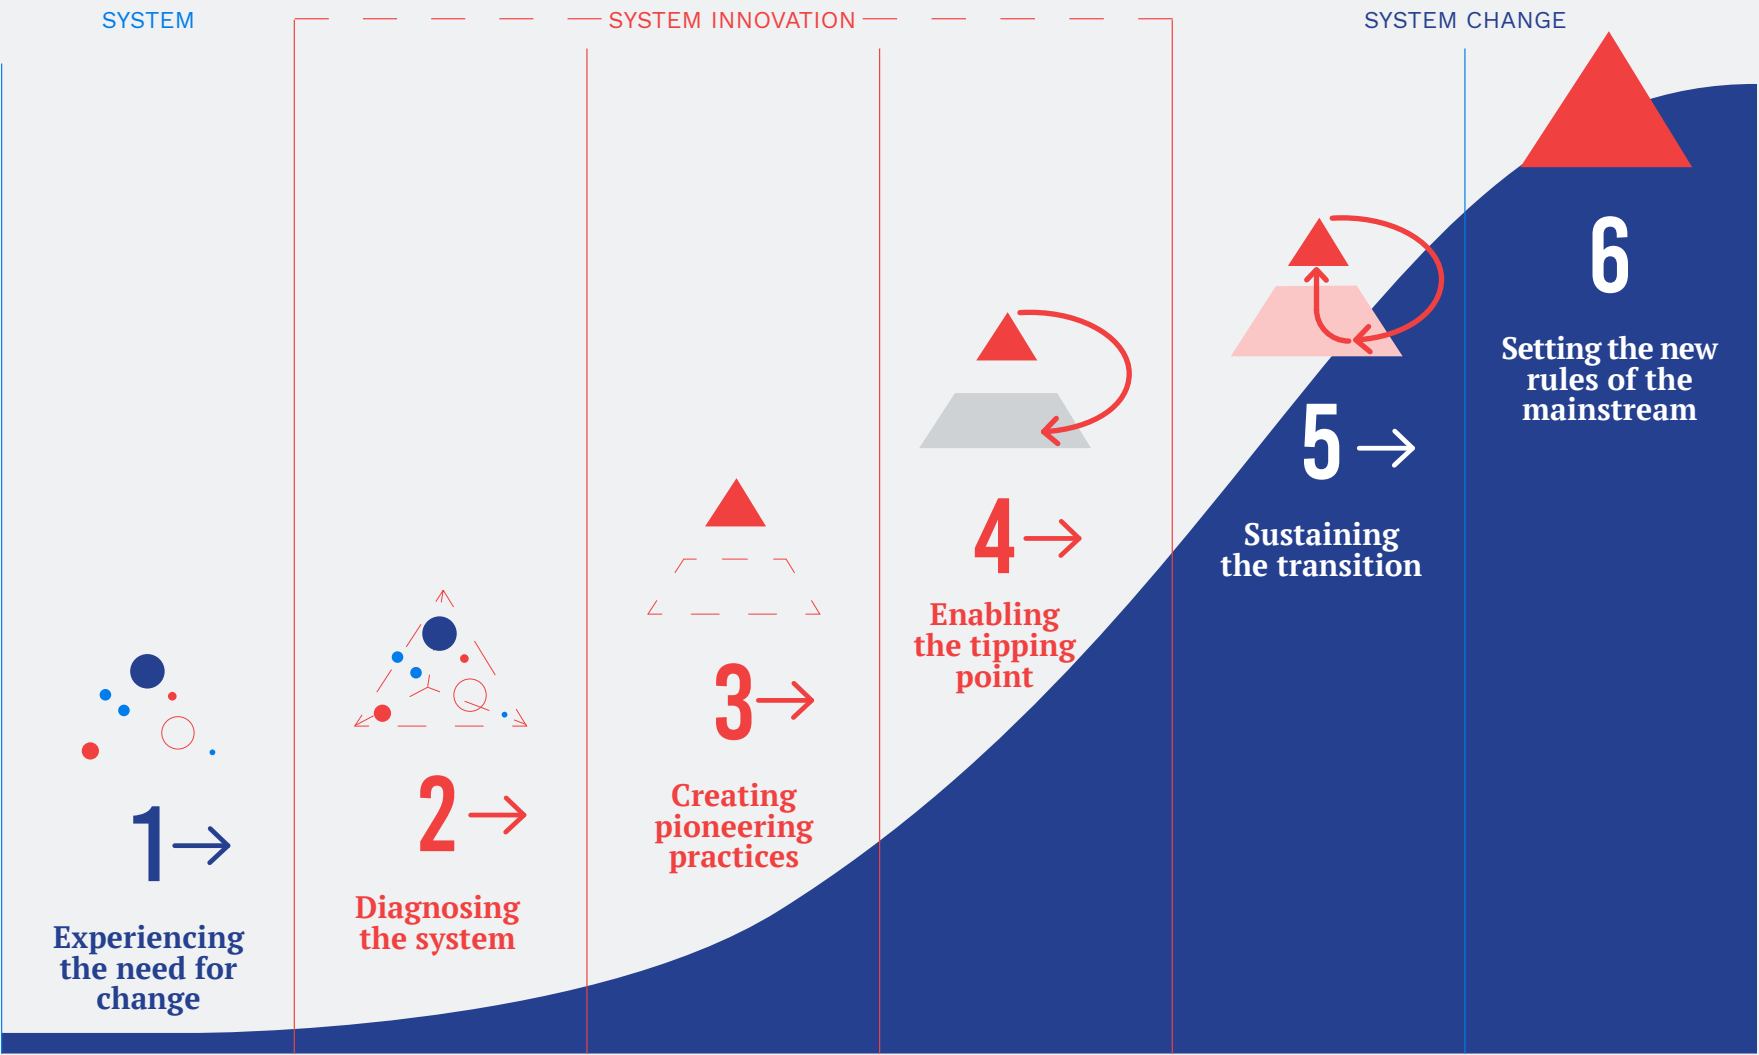 SYSTEM
SYSTEM INNOVATION
SYSTEM CHANGE
1
Experiencing
the need for
change
2
Diagnosing
the system
3
Creating
pioneering
practices
4
Enabling
the tipping
point
5
Sustaining
the transition
6
Setting the new
rules of the
mainstream